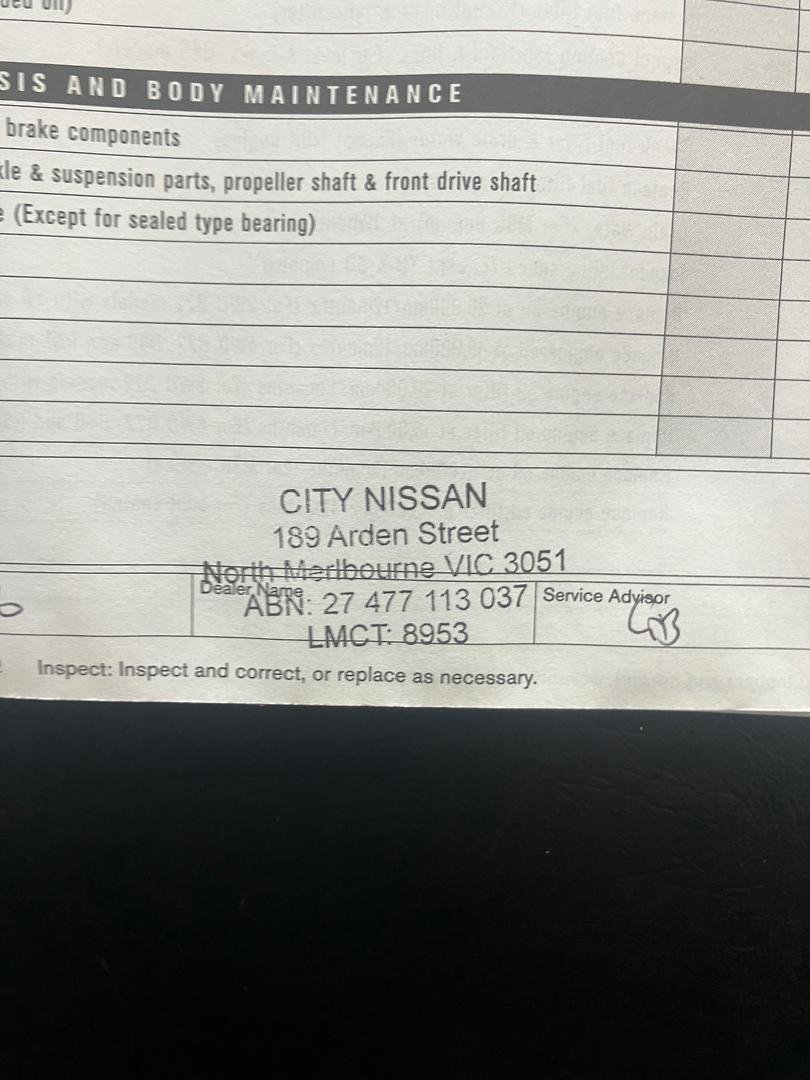 SIS AND BODY MAINTENANCE
brake components
kle & suspension parts, propeller shaft & front drive shaft
e (Except for sealed type bearing)
CITY NISSAN
189 Arden Street
North Merlbourne VIC 3051
Dealer Name
ABN: 27 477 113 037
Service Advisor
LMCT: 8953
Inspect: Inspect and correct, or replace as necessary.